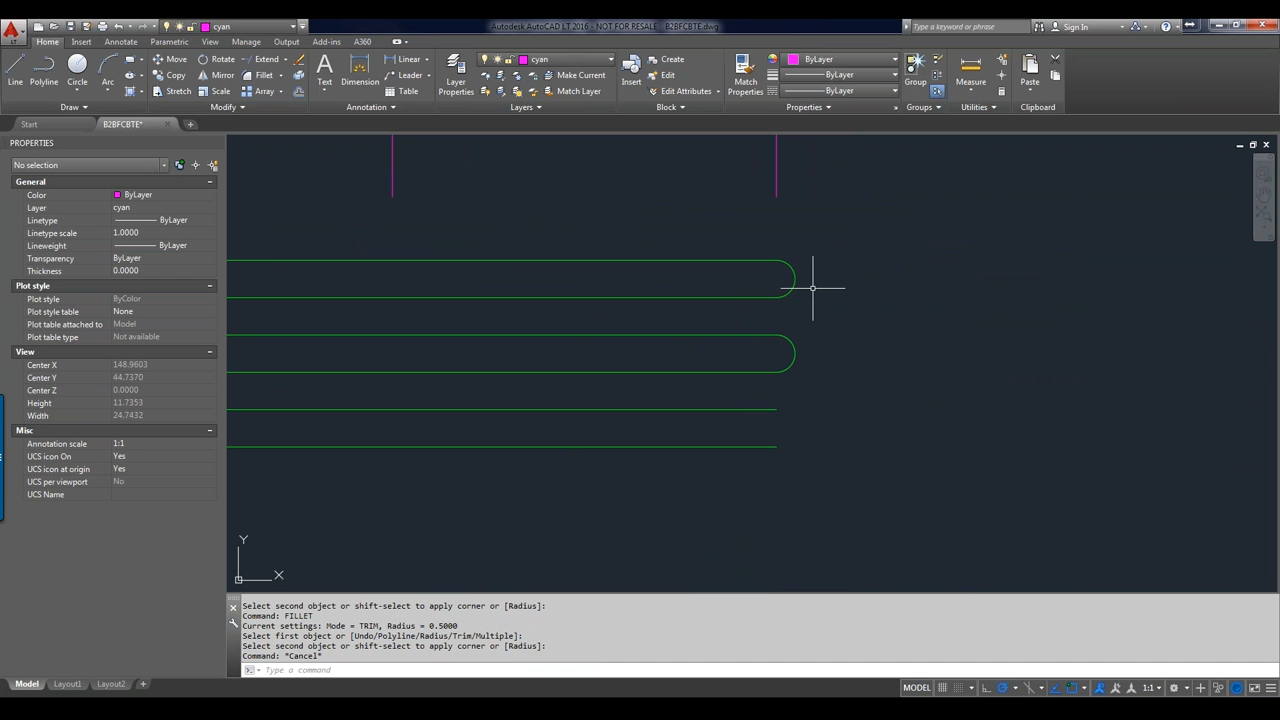 cyan
Autodesk AutoCAD LT 2016 - NOT FOR RESALE B2BFCBTE.dwg
Type a keyword or phrase
Sign In
LT
Home Insert Annotate Parametric View Manage Output Add-ins A360
Line Polyline Circle Arc
Move Rotate Extend
Copy Mirror Fillet
Stretch Scale Array
Text Dimension
Linear
Leader
Table
Layer
Properties
cyan
Make Current
Match Layer
Insert
Create
Edit
Edit Attributes
Match
Properties
ByLayer
ByLayer
ByLayer
Group
Measure
Paste
Draw Modify Annotation Layers Block Properties Groups Utilities Clipboard
Start B2BFCBTE*
PROPERTIES
No selection
General
Color ByLayer
Layer cyan
Linetype ByLayer
Linetype scale 1.0000
Lineweight ByLayer
Transparency ByLayer
Thickness 0.0000
Plot style
Plot style ByColor
Plot style table None
Plot table attached to Model
Plot table type Not available
View
Center X 148.9603
Center Y 44.7370
Center Z 0.0000
Height 11.7353
Width 24.7432
Misc
Annotation scale 1:1
UCS icon On Yes
UCS icon at origin Yes
UCS per viewport No
UCS Name
Y
X
Select second object or shift-select to apply corner or [Radius]:
Command: FILLET
Current settings: Mode = TRIM, Radius = 0.5000
Select first object or [Undo/Polyline/Radius/Trim/Multiple]:
Select second object or shift-select to apply corner or [Radius]:
Command: *Cancel*
Type a command
Model Layout1 Layout2
MODEL 1:1